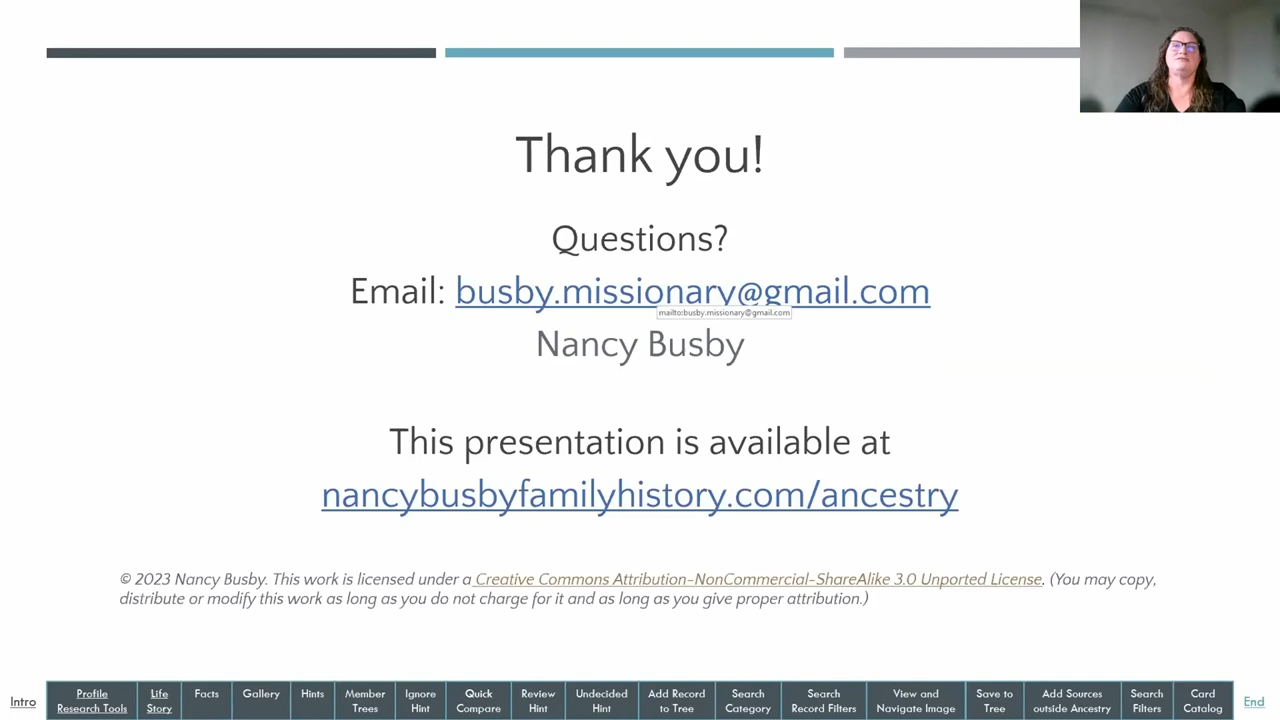 Thank you!
Questions?
Email: busby.missionary@gmail.com
mailto:busby.missionary@gmail.com
Nancy Busby
This presentation is available at
nancybusbyfamilyhistory.com/ancestry
© 2023 Nancy Busby. This work is licensed under a Creative Commons Attribution-NonCommercial-ShareAlike 3.0 Unported License. (You may copy,
distribute or modify this work as long as you do not charge for it and as long as you give proper attribution.)
Intro
Profile
Research Tools
Life
Story
Facts
Gallery
Hints
Member
Trees
Ignore
Hint
Quick
Compare
Review
Hint
Undecided
Hint
Add Record
to Tree
Search
Category
Search
Record Filters
View and
Navigate Image
Save to
Tree
Add Sources
outside Ancestry
Search
Filters
Card
Catalog
End